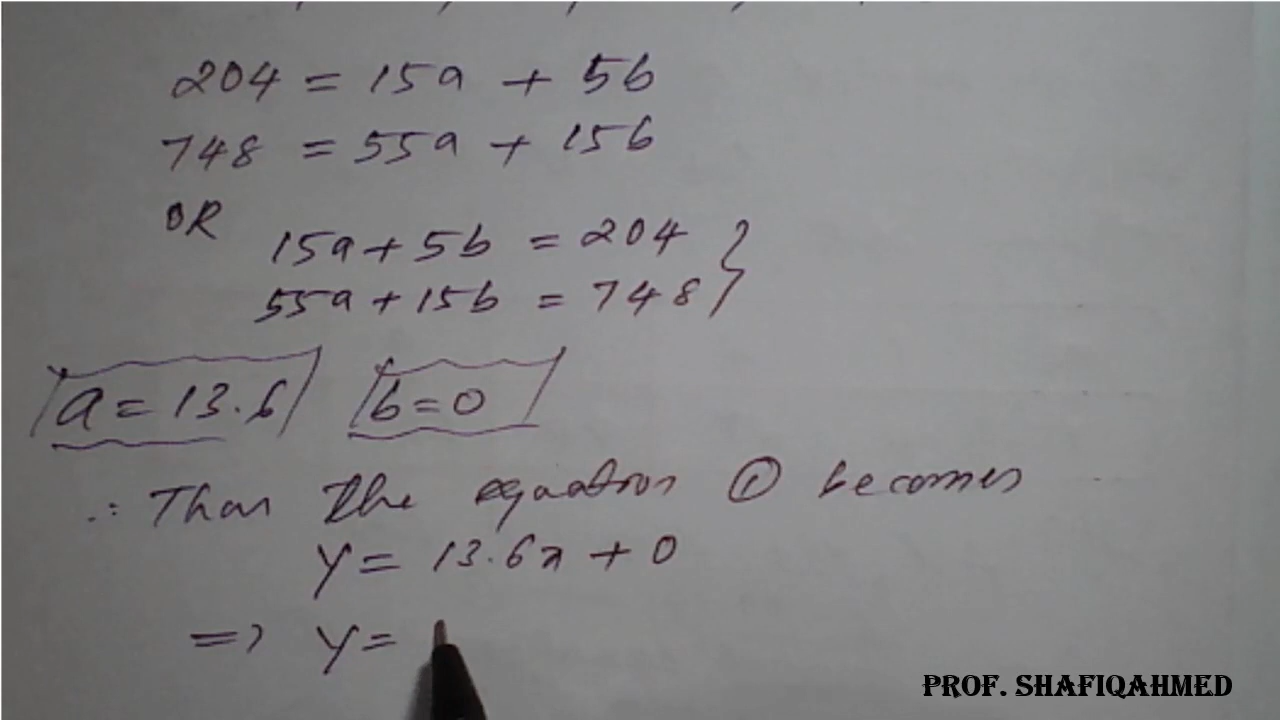 204 = 15a + 5b
748 = 55a + 15b
OR
15a + 5b = 204
55a + 15b = 748 }
a = 13.6 b = 0
∴ Than the equation ① becomes
y = 13.6x + 0
=> y =
PROF. SHAFIQAHMED